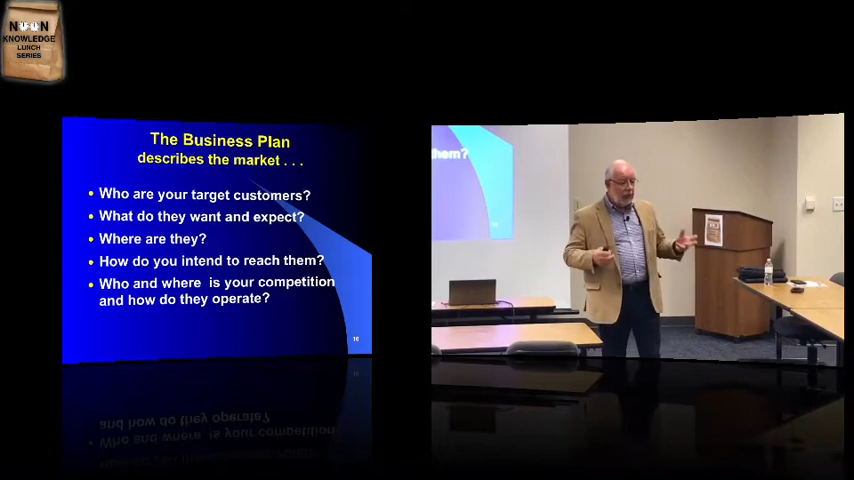 NOON
KNOWLEDGE
LUNCH
SERIES
The Business Plan
describes the market . . .
• Who are your target customers?
• What do they want and expect?
• Where are they?
• How do you intend to reach them?
• Who and where is your competition
and how do they operate?
16
them?